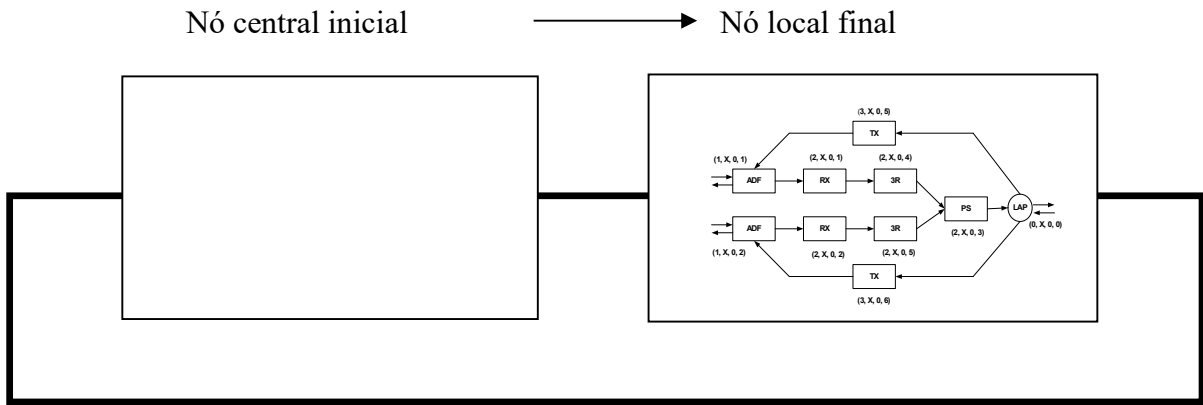 Nó central inicial
Nó local final
(3, X, 0, 5)
TX
(1, X, 0, 1)
(2, X, 0, 1)
(2, X, 0, 4)
ADF
RX
3R
PS
LAP
ADF
RX
3R
(2, X, 0, 3)
(0, X, 0, 0)
(1, X, 0, 2)
(2, X, 0, 2)
(2, X, 0, 5)
TX
(3, X, 0, 6)